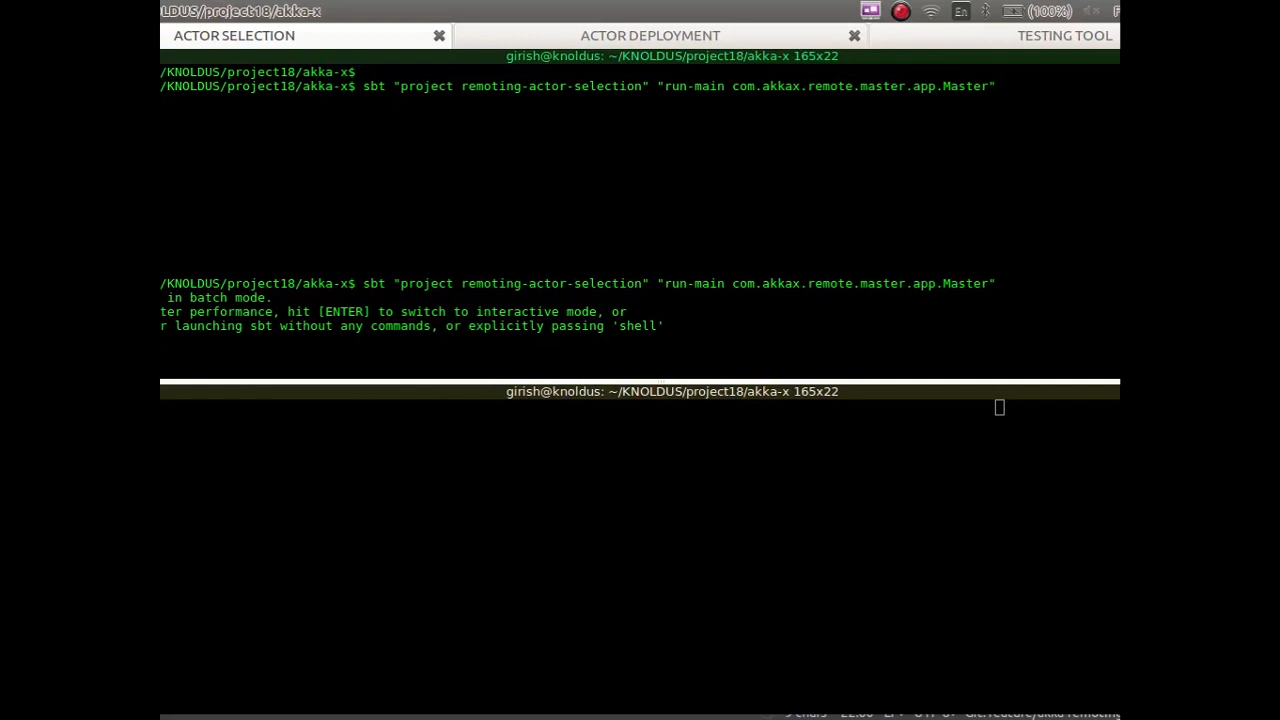 OLDUS/project18/akka-x
En (100%)
ACTOR SELECTION ACTOR DEPLOYMENT TESTING TOOL
girish@knoldus: ~/KNOLDUS/project18/akka-x 165x22
/KNOLDUS/project18/akka-x$
/KNOLDUS/project18/akka-x$ sbt "project remoting-actor-selection" "run-main com.akkax.remote.master.app.Master"
/KNOLDUS/project18/akka-x$ sbt "project remoting-actor-selection" "run-main com.akkax.remote.master.app.Master"
in batch mode.
ter performance, hit [ENTER] to switch to interactive mode, or
r launching sbt without any commands, or explicitly passing 'shell'
girish@knoldus: ~/KNOLDUS/project18/akka-x 165x22